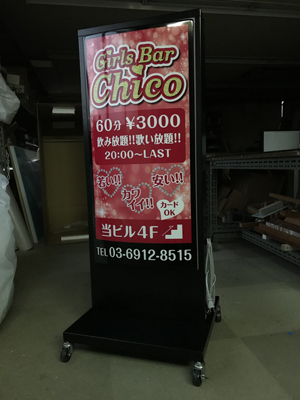 Girls Bar
Chico
60分 ¥3000
飲み放題!!歌い放題!!
20:00~LAST
若い!!
安い!!
カワイイ!!
カード
OK
当ビル4F
TEL 03-6912-8515